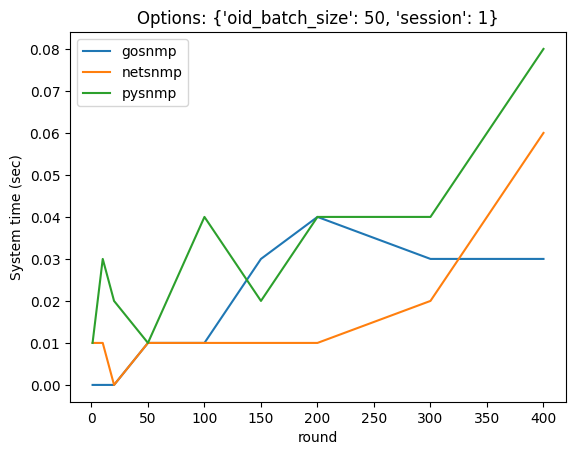 Options: {'oid_batch_size': 50, 'session': 1}
gosnmp
netsnmp
pysnmp
System time (sec)
0.08
0.07
0.06
0.05
0.04
0.03
0.02
0.01
0.00
0 50 100 150 200 250 300 350 400
round